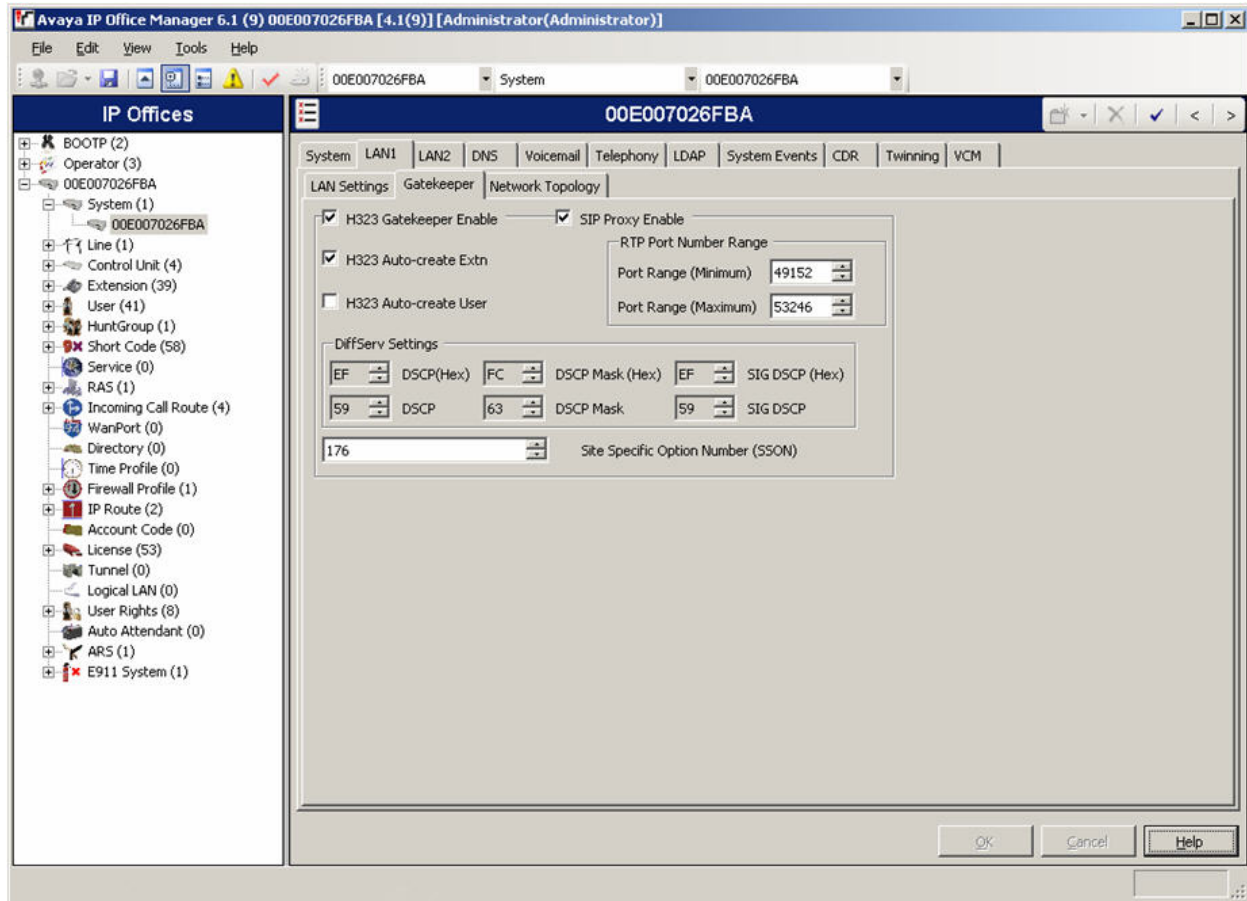 Avaya IP Office Manager 6.1 (9) 00E007026FBA [4.1(9)] [Administrator(Administrator)]
File Edit View Tools Help
00E007026FBA System 00E007026FBA
IP Offices
BOOTP (2)
Operator (3)
00E007026FBA
System (1)
00E007026FBA
Line (1)
Control Unit (4)
Extension (39)
User (41)
HuntGroup (1)
Short Code (58)
Service (0)
RAS (1)
Incoming Call Route (4)
WanPort (0)
Directory (0)
Time Profile (0)
Firewall Profile (1)
IP Route (2)
Account Code (0)
License (53)
Tunnel (0)
Logical LAN (0)
User Rights (8)
Auto Attendant (0)
ARS (1)
E911 System (1)
00E007026FBA
System LAN1 LAN2 DNS Voicemail Telephony LDAP System Events CDR Twinning VCM
LAN Settings Gatekeeper Network Topology
H323 Gatekeeper Enable SIP Proxy Enable
RTP Port Number Range
H323 Auto-create Extn
Port Range (Minimum) 49152
H323 Auto-create User
Port Range (Maximum) 53246
DiffServ Settings
EF DSCP(Hex) FC DSCP Mask (Hex) EF SIG DSCP (Hex)
59 DSCP 63 DSCP Mask 59 SIG DSCP
176 Site Specific Option Number (SSON)
OK Cancel Help